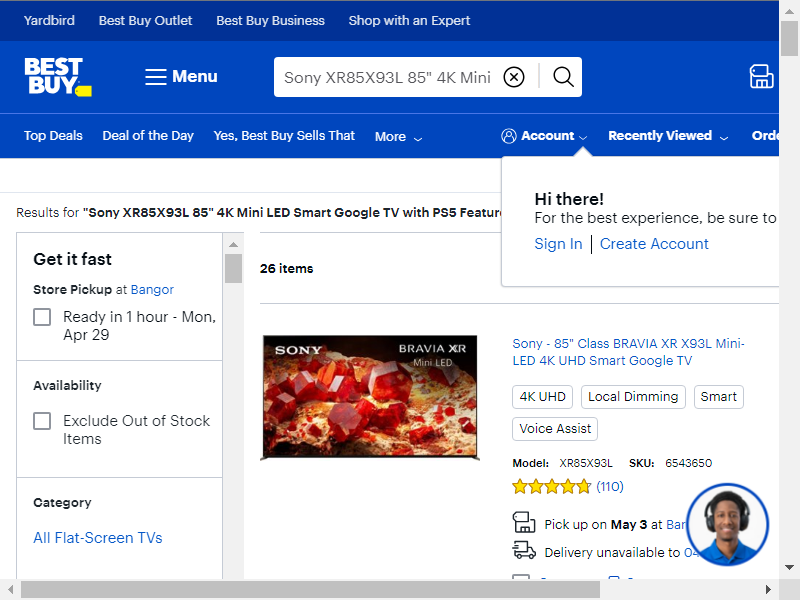 Yardbird Best Buy Outlet Best Buy Business Shop with an Expert
BEST
BUY
Menu
Sony XR85X93L 85" 4K Mini
Top Deals Deal of the Day Yes, Best Buy Sells That More Account Recently Viewed Orde
Hi there!
For the best experience, be sure to
Sign In Create Account
Results for "Sony XR85X93L 85" 4K Mini LED Smart Google TV with PS5 Featur
Get it fast
Store Pickup at Bangor
Ready in 1 hour - Mon,
Apr 29
Availability
Exclude Out of Stock
Items
Category
All Flat-Screen TVs
26 items
SONY
BRAVIA XR
Mini LED
Sony - 85" Class BRAVIA XR X93L Mini-
LED 4K UHD Smart Google TV
4K UHD Local Dimming Smart
Voice Assist
Model: XR85X93L SKU: 6543650
(110)
Pick up on May 3 at Ban
Delivery unavailable to 04